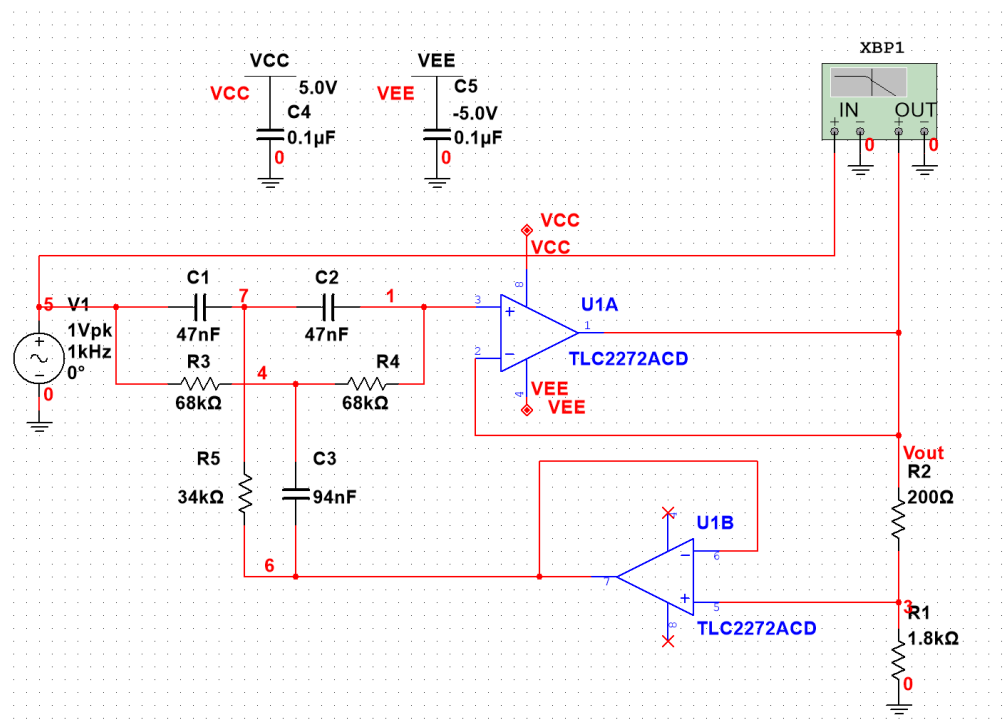 XBP1
IN OUT
+ − + −
0 0
VCC
5.0V
VCC
C4
0.1µF
0
VEE
C5
VEE
-5.0V
0.1µF
0
VCC
VCC
8
5
V1
1Vpk
1kHz
0°
0
C1
7
47nF
C2
1
47nF
R3
4
68kΩ
R4
68kΩ
3
+
2
−
1
U1A
TLC2272ACD
4
VEE
VEE
R5
34kΩ
C3
94nF
6
Vout
R2
200Ω
4
U1B
−
6
7
+
5
8
TLC2272ACD
3
R1
1.8kΩ
0